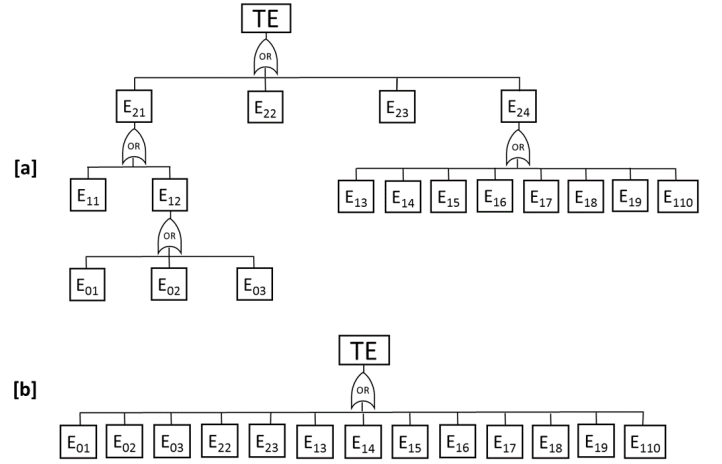 TE
OR
E21 E22 E23 E24
OR OR
[a]
E11 E12 E13 E14 E15 E16 E17 E18 E19 E110
OR
E01 E02 E03
TE
[b]
OR
E01 E02 E03 E22 E23 E13 E14 E15 E16 E17 E18 E19 E110